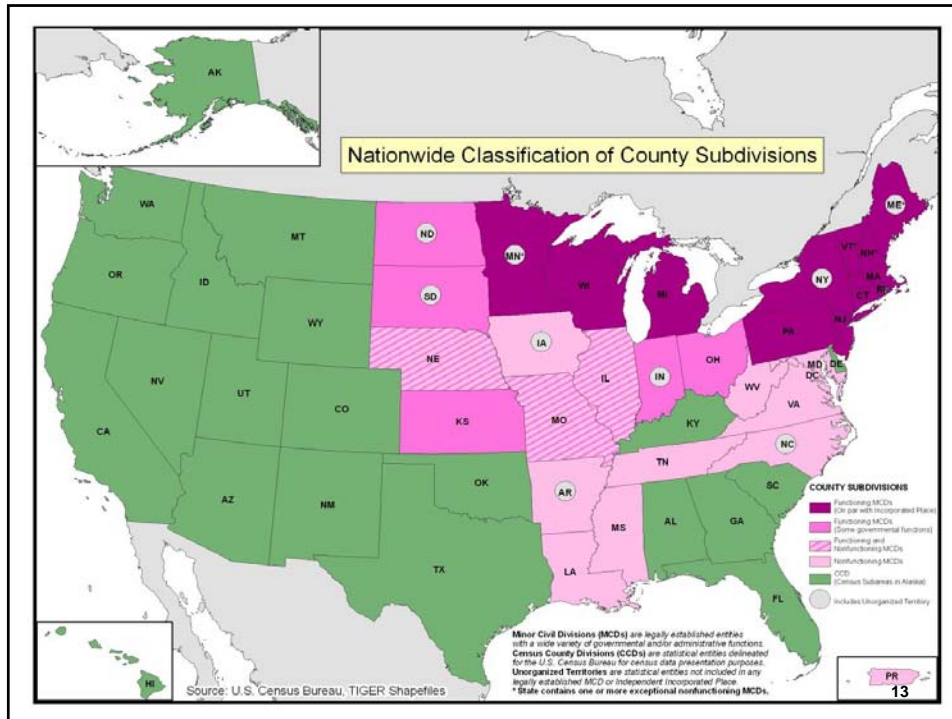 AK
Nationwide Classification of County Subdivisions
WA
MT
ND
MN*
ME*
OR
ID
SD
WI
MI
VT*
NH*
NY
MA
CT
RI
WY
IA
PA
NJ
NE
NV
UT
CO
IL
IN
OH
MD
DE
DC
WV
VA
CA
KS
MO
KY
NC
TN
AZ
NM
OK
AR
SC
MS
AL
GA
TX
LA
FL
HI
PR
COUNTY SUBDIVISIONS
Functioning MCDs
(On par with Incorporated Place)
Functioning MCDs
(Some governmental functions)
Functioning and
Nonfunctioning MCDs
Nonfunctioning MCDs
CCD
(Census Subareas in Alaska)
Includes Unorganized Territory
Minor Civil Divisions (MCDs) are legally established entities
with a wide variety of governmental and/or administrative functions.
Census County Divisions (CCDs) are statistical entities delineated
for the U.S. Census Bureau for census data presentation purposes.
Unorganized Territories are statistical entities not included in any
legally established MCD or Independent Incorporated Place.
* State contains one or more exceptional nonfunctioning MCDs.
Source: U.S. Census Bureau, TIGER Shapefiles
13